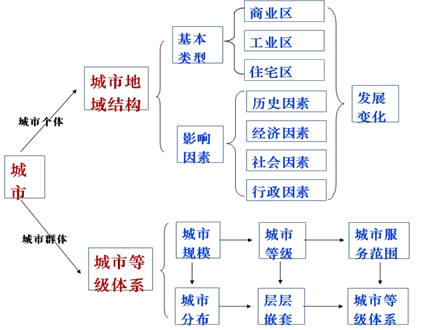 城
市
城市个体
城市群体
城市地
域结构
基本
类型
商业区
工业区
住宅区
影响
因素
历史因素
经济因素
社会因素
行政因素
发展
变化
城市等
级体系
城市
规模
城市
等级
城市服
务范围
城市
分布
层层
嵌套
城市等
级体系